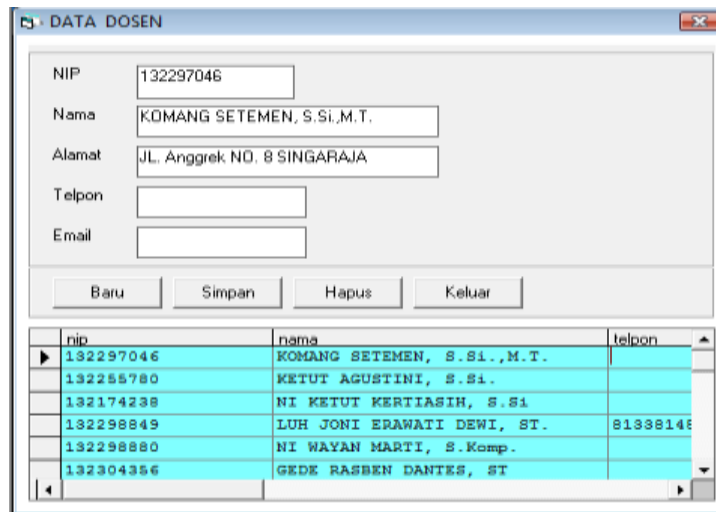 DATA DOSEN
NIP 132297046
Nama KOMANG SETEMEN, S.Si.,M.T.
Alamat JL. Anggrek NO. 8 SINGARAJA
Telpon
Email
Baru Simpan Hapus Keluar
nip nama telpon
132297046 KOMANG SETEMEN, S.Si.,M.T.
132255780 KETUT AGUSTINI, S.Si.
132174238 NI KETUT KERTIASIH, S.Si
132298849 LUH JONI ERAWATI DEWI, ST. 81338148
132298880 NI WAYAN MARTI, S.Komp.
132304356 GEDE RASBEN DANTES, ST